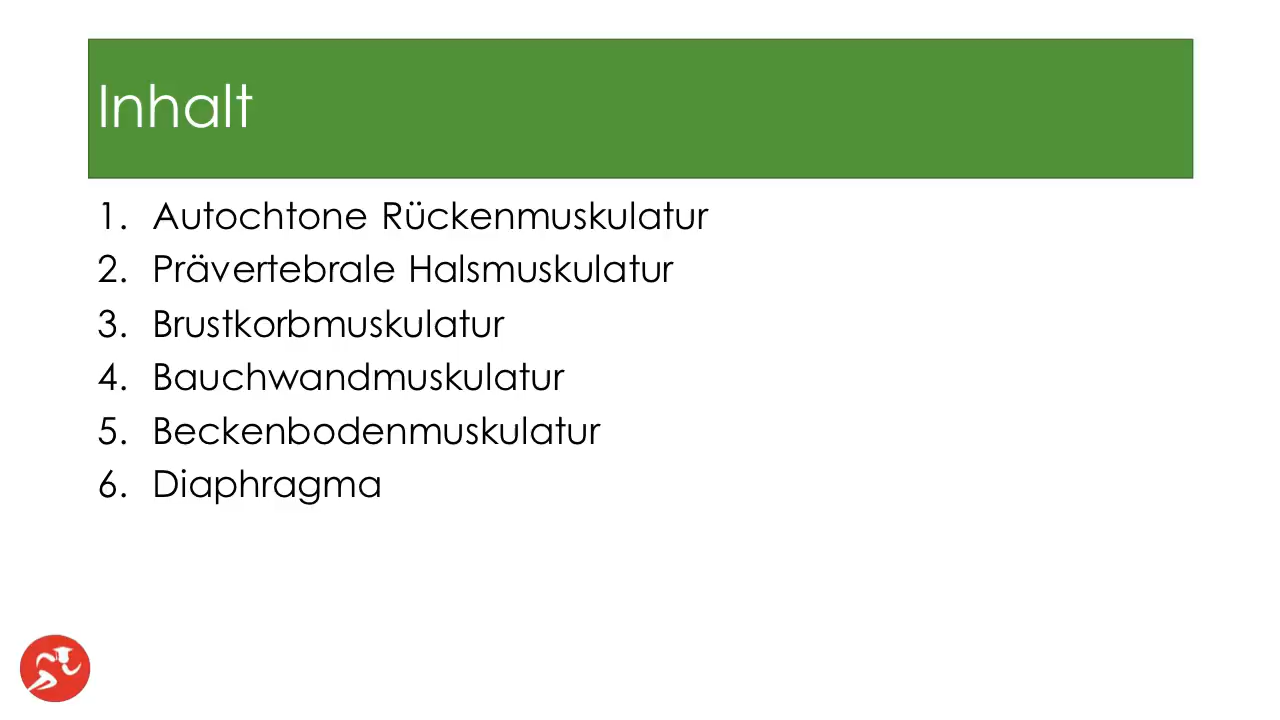 Inhalt
1. Autochtone Rückenmuskulatur
2. Prävertebrale Halsmuskulatur
3. Brustkorbmuskulatur
4. Bauchwandmuskulatur
5. Beckenbodenmuskulatur
6. Diaphragma